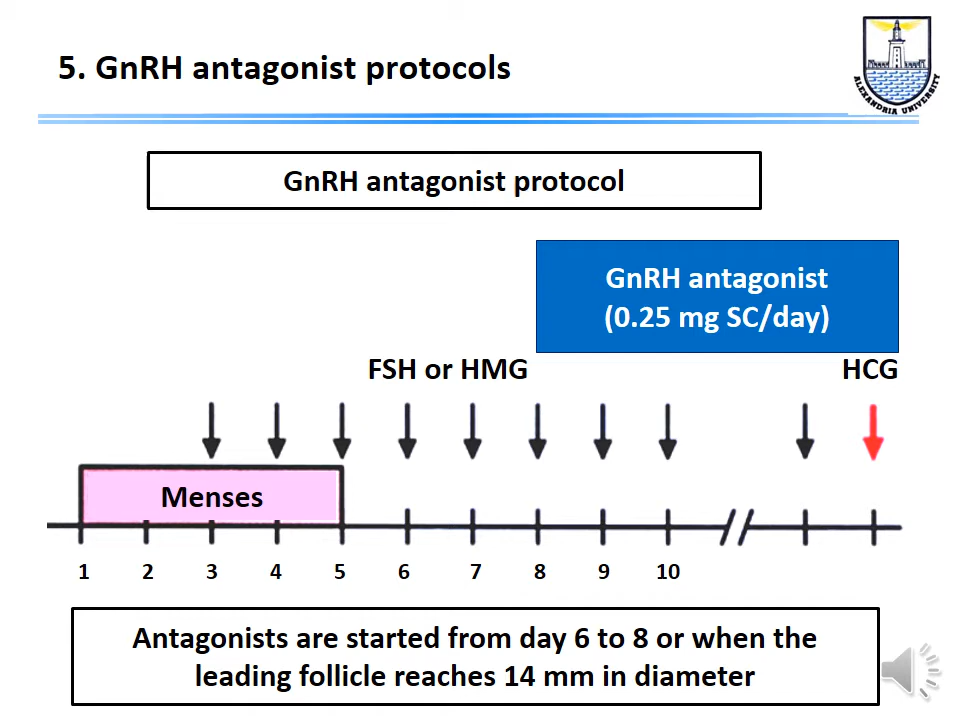 5. GnRH antagonist protocols
ALEXANDRIA UNIVERSITY
GnRH antagonist protocol
GnRH antagonist
(0.25 mg SC/day)
FSH or HMG
HCG
Menses
1 2 3 4 5 6 7 8 9 10
Antagonists are started from day 6 to 8 or when the
leading follicle reaches 14 mm in diameter